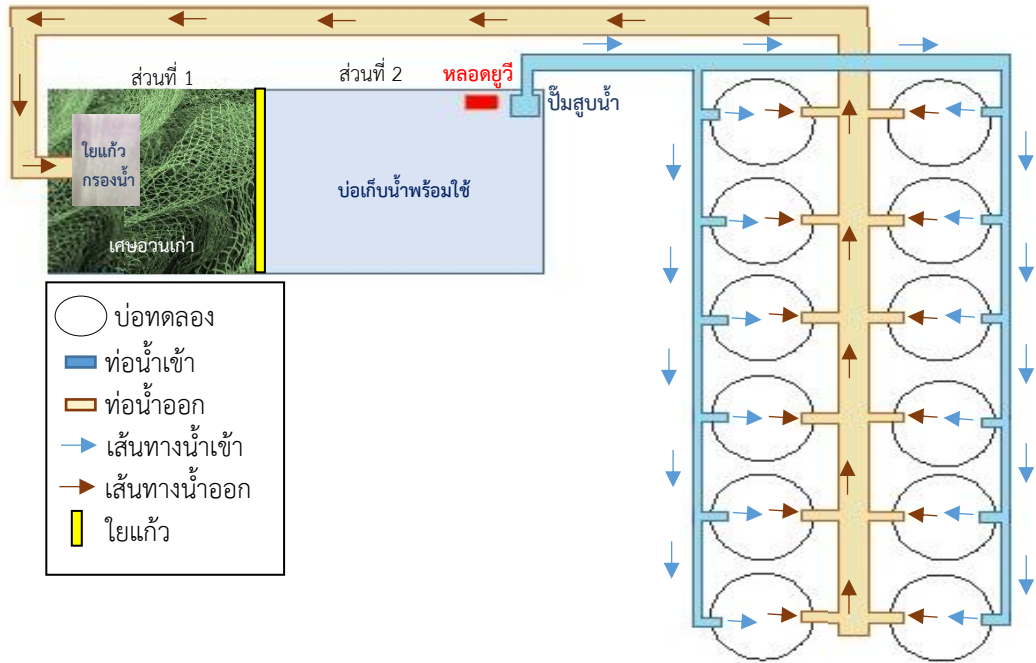 ส่วนที่ 1
ส่วนที่ 2
หลอดยูวี
ปั๊มสูบน้ำ
ใยแก้ว
กรองน้ำ
บ่อเก็บน้ำพร้อมใช้
เศษอวนเก่า
บ่อทดลอง
ท่อน้ำเข้า
ท่อน้ำออก
เส้นทางน้ำเข้า
เส้นทางน้ำออก
ใยแก้ว